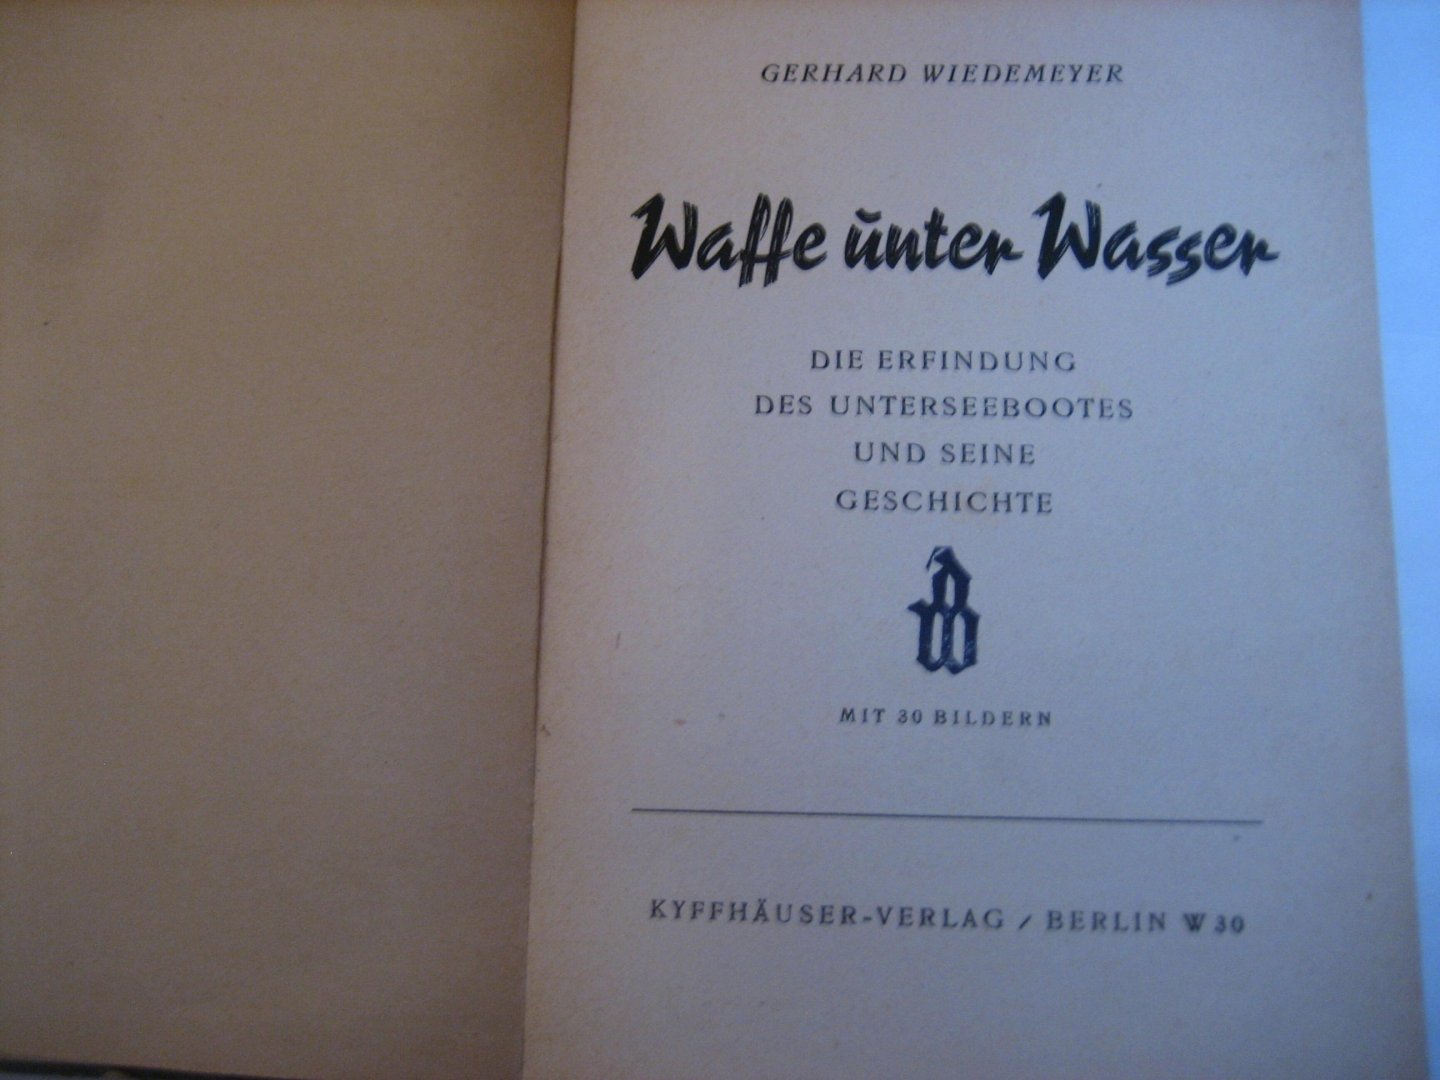 GERHARD WIEDEMEYER
Waffe unter Wasser
DIE ERFINDUNG
DES UNTERSEEBOOTES
UND SEINE
GESCHICHTE
MIT 30 BILDERN
KYFFHÄUSER-VERLAG / BERLIN W 30